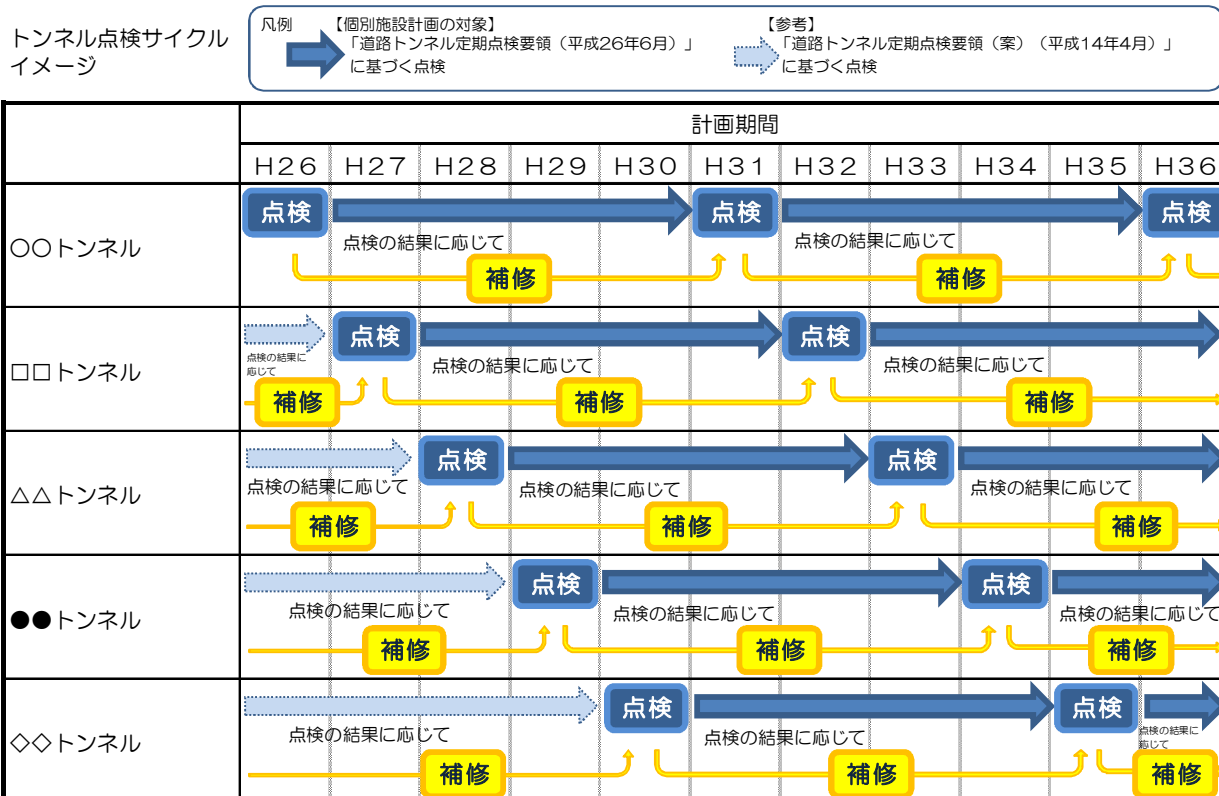 トンネル点検サイクル
イメージ
凡例
【個別施設計画の対象】
「道路トンネル定期点検要領（平成26年6月）」
に基づく点検
【参考】
「道路トンネル定期点検要領（案）（平成14年4月）」
に基づく点検
計画期間
H26 H27 H28 H29 H30 H31 H32 H33 H34 H35 H36
○○トンネル
点検 点検 点検
点検の結果に応じて 点検の結果に応じて
補修 補修
□□トンネル
点検 点検
点検の結果に
応じて
点検の結果に応じて 点検の結果に応じて
補修 補修 補修
△△トンネル
点検 点検
点検の結果に応じて 点検の結果に応じて 点検の結果に応じて
補修 補修 補修
●●トンネル
点検 点検
点検の結果に応じて 点検の結果に応じて 点検の結果に応じて
補修 補修 補修
◇◇トンネル
点検 点検
点検の結果に応じて 点検の結果に応じて
点検の結果に
応じて
補修 補修 補修